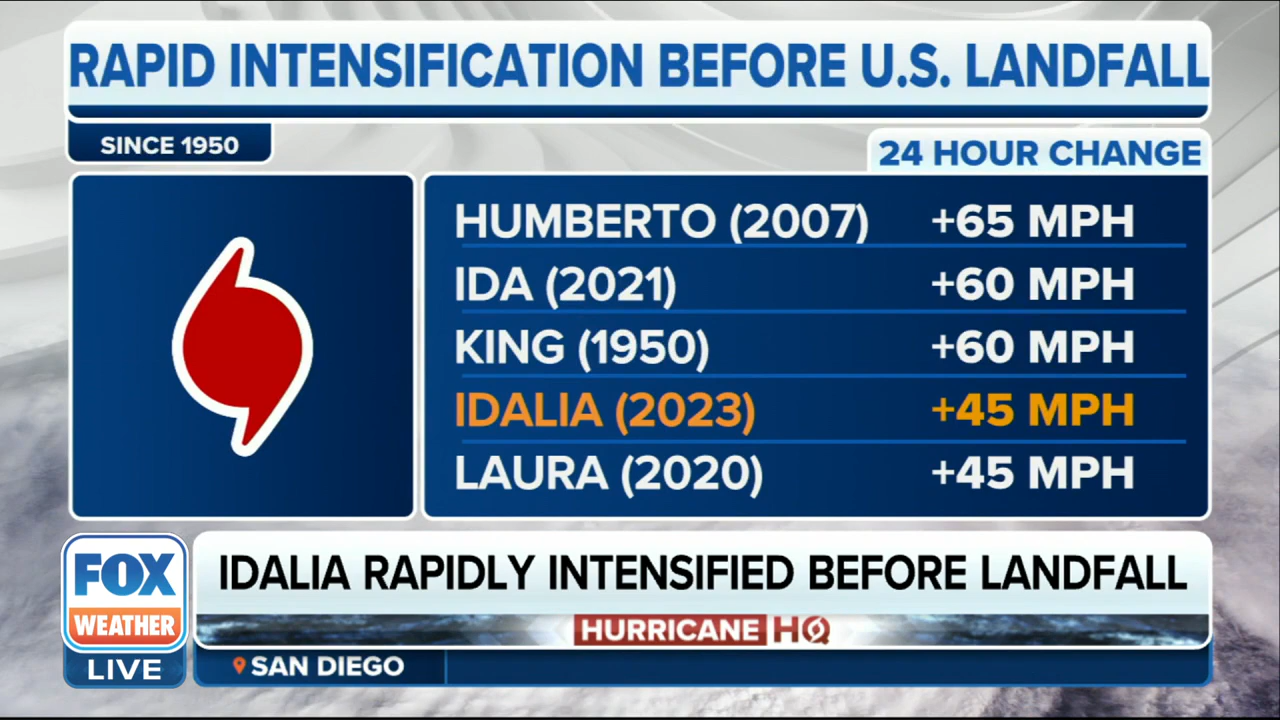 RAPID INTENSIFICATION BEFORE U.S. LANDFALL
SINCE 1950
24 HOUR CHANGE
HUMBERTO (2007) +65 MPH
IDA (2021) +60 MPH
KING (1950) +60 MPH
IDALIA (2023) +45 MPH
LAURA (2020) +45 MPH
FOX
WEATHER
LIVE
IDALIA RAPIDLY INTENSIFIED BEFORE LANDFALL
HURRICANE HQ
SAN DIEGO